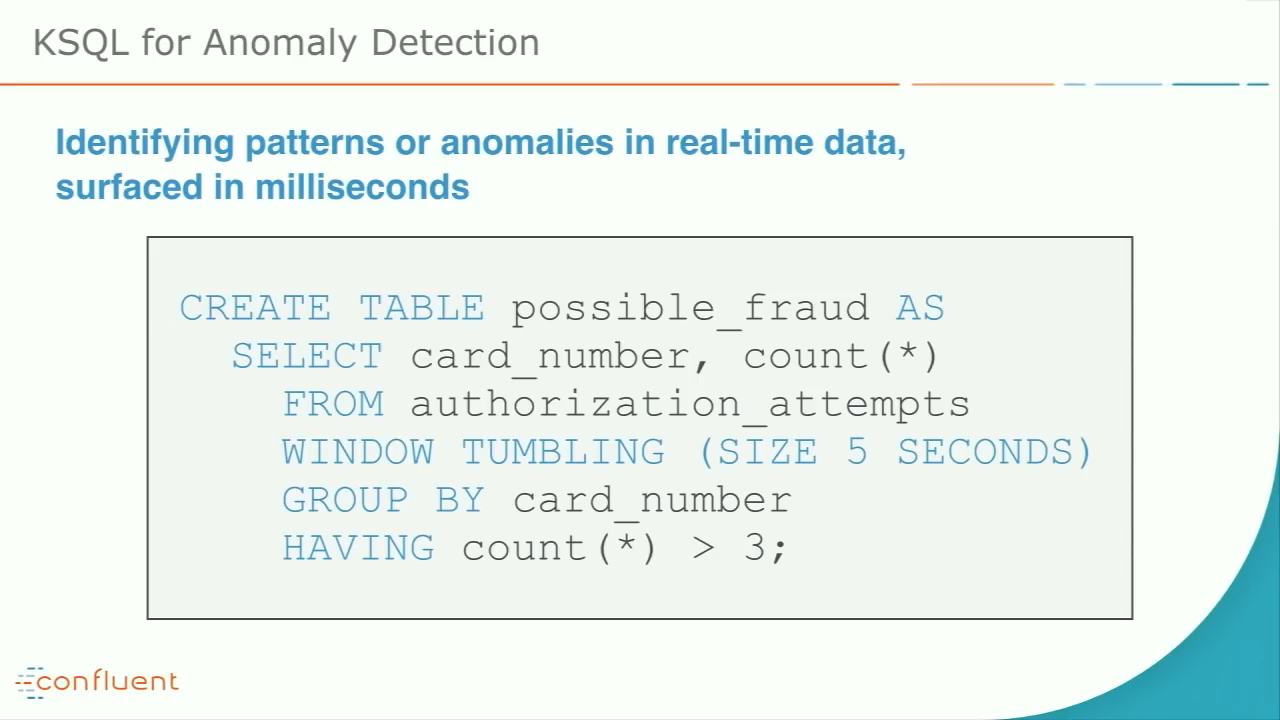 KSQL for Anomaly Detection
Identifying patterns or anomalies in real-time data,
surfaced in milliseconds
CREATE TABLE possible_fraud AS
SELECT card_number, count(*)
FROM authorization_attempts
WINDOW TUMBLING (SIZE 5 SECONDS)
GROUP BY card_number
HAVING count(*) > 3;
confluent